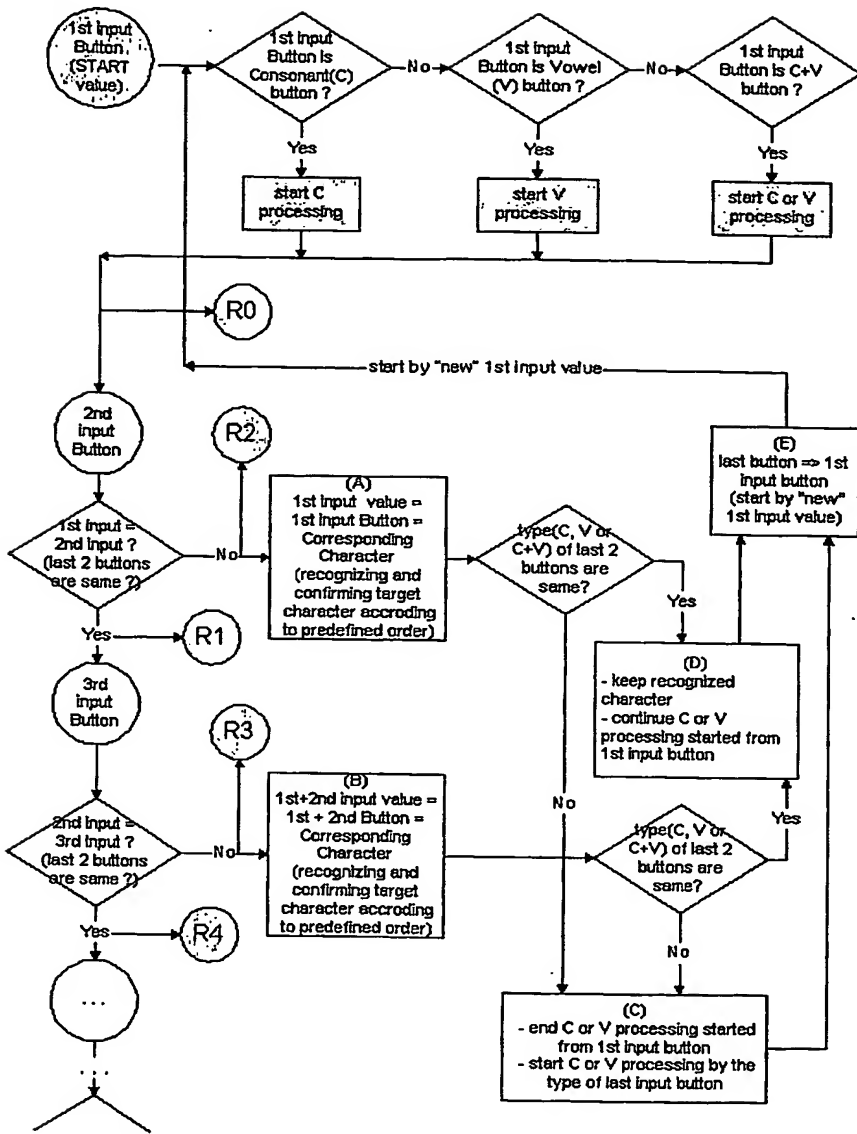 1st input
Button
(START
value)
1st input
Button is
Consonant(C)
button ?
No
1st input
Button is Vowel
(V) button ?
No
1st input
Button is C+V
button ?
Yes
Yes
Yes
start C
processing
start V
processing
start C or V
processing
R0
start by "new" 1st input value
2nd
input
Button
R2
(E)
last button => 1st
input button
(start by "new"
1st input value)
1st input =
2nd input ?
(last 2 buttons
are same ?)
No
(A)
1st input value =
1st input Button =
Corresponding
Character
(recognizing and
confirming target
character accroding
to predefined order)
type(C, V or
C+V) of last 2
buttons are
same?
Yes
Yes
R1
3rd
input
Button
(D)
- keep recognized
character
- continue C or V
processing started from
1st input button
R3
No
2nd input =
3rd input ?
(last 2 buttons
are same ?)
No
(B)
1st+2nd input value =
1st + 2nd Button =
Corresponding
Character
(recognizing and
confirming target
character accroding
to predefined order)
type(C, V or
C+V) of last 2
buttons are
same?
Yes
Yes
R4
No
...
...
(C)
- end C or V processing started
from 1st input button
- start C or V processing by the
type of last input button